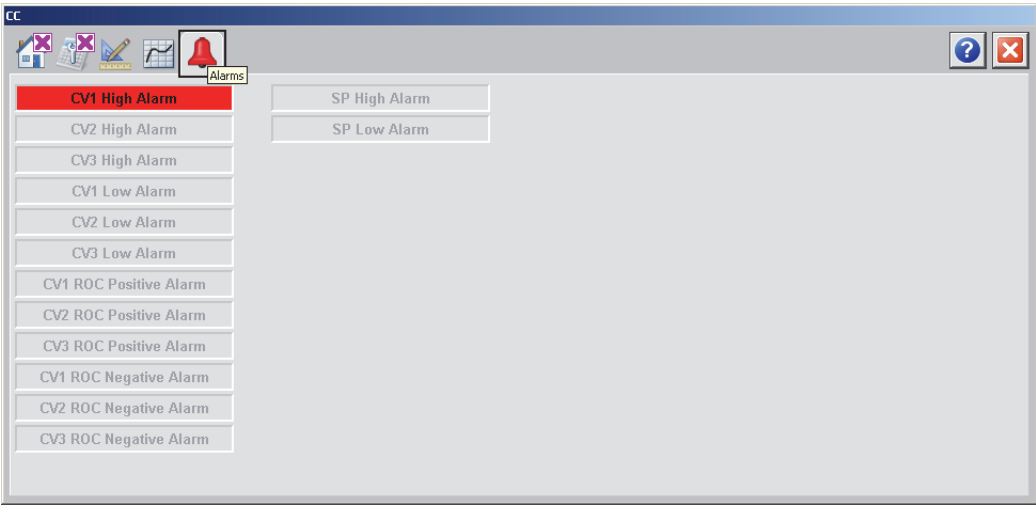 CC
Alarms
CV1 High Alarm
CV2 High Alarm
CV3 High Alarm
CV1 Low Alarm
CV2 Low Alarm
CV3 Low Alarm
CV1 ROC Positive Alarm
CV2 ROC Positive Alarm
CV3 ROC Positive Alarm
CV1 ROC Negative Alarm
CV2 ROC Negative Alarm
CV3 ROC Negative Alarm
SP High Alarm
SP Low Alarm